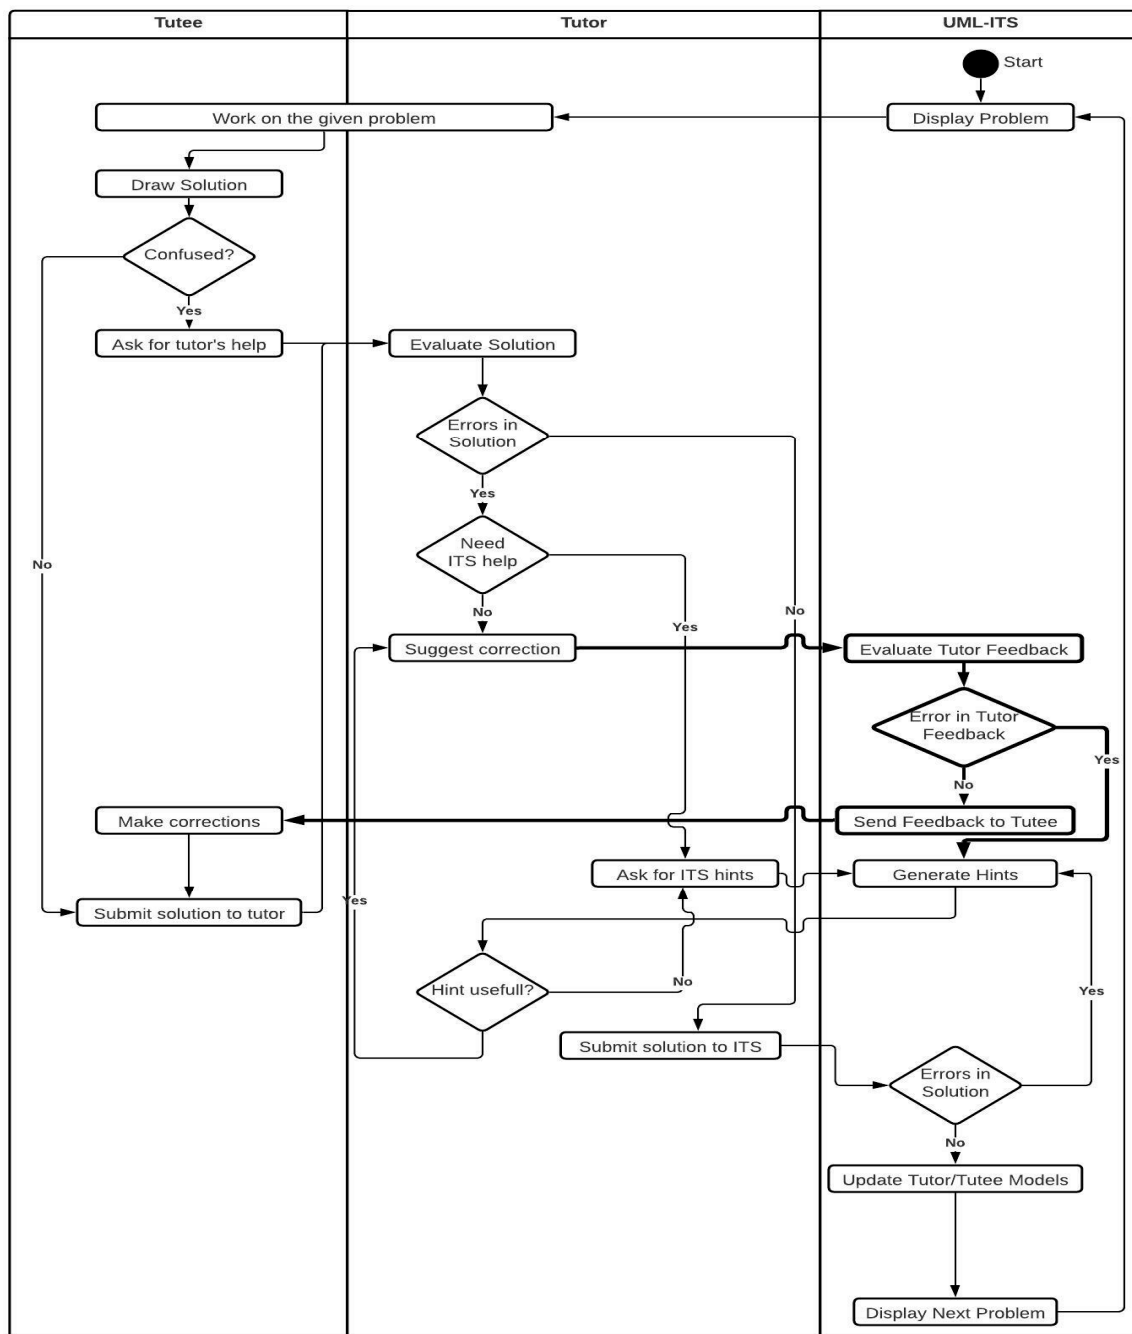 Tutee
Tutor
UML-ITS
Start
Work on the given problem
Display Problem
Draw Solution
Confused?
Yes
Ask for tutor's help
Evaluate Solution
Errors in
Solution
Yes
Need
ITS help
No
No
No
Yes
Suggest correction
Evaluate Tutor Feedback
Error in Tutor
Feedback
Yes
No
Make corrections
Send Feedback to Tutee
Ask for ITS hints
Generate Hints
Yes
Submit solution to tutor
Hint usefull?
No
Yes
Submit solution to ITS
Errors in
Solution
No
Update Tutor/Tutee Models
Display Next Problem